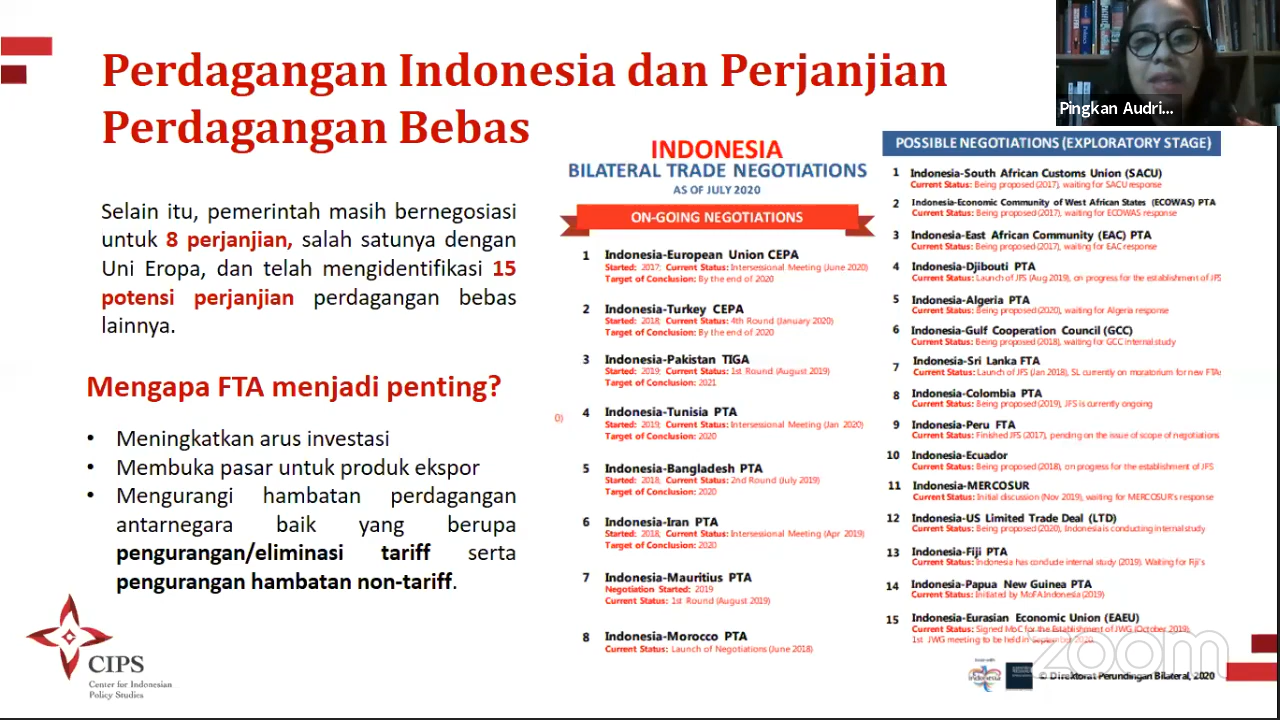 Perdagangan Indonesia dan Perjanjian
Perdagangan Bebas
Pingkan Audri...
Selain itu, pemerintah masih bernegosiasi
untuk 8 perjanjian, salah satunya dengan
Uni Eropa, dan telah mengidentifikasi 15
potensi perjanjian perdagangan bebas
lainnya.
Mengapa FTA menjadi penting?
• Meningkatkan arus investasi
• Membuka pasar untuk produk ekspor
• Mengurangi hambatan perdagangan
antarnegara baik yang berupa
pengurangan/eliminasi tariff serta
pengurangan hambatan non-tariff.
CIPS
Center for Indonesian
Policy Studies
INDONESIA
BILATERAL TRADE NEGOTIATIONS
AS OF JULY 2020
ON-GOING NEGOTIATIONS
1 Indonesia-European Union CEPA
Started: 2017; Current Status: Intersessional Meeting (June 2020)
Target of Conclusion: By the end of 2020
2 Indonesia-Turkey CEPA
Started: 2018; Current Status: 4th Round (January 2020)
Target of Conclusion: By the end of 2020
3 Indonesia-Pakistan TIGA
Started: 2019; Current Status: 1st Round (August 2019)
Target of Conclusion: 2021
0)
4 Indonesia-Tunisia PTA
Started: 2019; Current Status: Intersessional Meeting (Jan 2020)
Target of Conclusion: 2020
5 Indonesia-Bangladesh PTA
Started: 2018; Current Status: 2nd Round (July 2019)
Target of Conclusion: 2020
6 Indonesia-Iran PTA
Started: 2018; Current Status: Intersessional Meeting (Apr 2019)
Target of Conclusion: 2020
7 Indonesia-Mauritius PTA
Negotiation Started: 2019
Current Status: 1st Round (August 2019)
8 Indonesia-Morocco PTA
Current Status: Launch of Negotiations (June 2018)
POSSIBLE NEGOTIATIONS (EXPLORATORY STAGE)
1 Indonesia-South African Customs Union (SACU)
Current Status: Being proposed (2017), waiting for SACU response
2 Indonesia-Economic Community of West African States (ECOWAS) PTA
Current Status: Being proposed (2017), waiting for ECOWAS response
3 Indonesia-East African Community (EAC) PTA
Current Status: Being proposed (2017), waiting for EAC response
4 Indonesia-Djibouti PTA
Current Status: Launch of JFS (Aug 2019), on progress for the establishment of JFS
5 Indonesia-Algeria PTA
Current Status: Being proposed (2020), waiting for Algeria response
6 Indonesia-Gulf Cooperation Council (GCC)
Current Status: Being proposed (2018), waiting for GCC internal study
7 Indonesia-Sri Lanka FTA
Current Status: Launch of JFS (Jan 2018), SL currently on moratorium for new FTAs
8 Indonesia-Colombia PTA
Current Status: Being proposed (2019), JFS is currently ongoing
9 Indonesia-Peru FTA
Current Status: Finished JFS (2017), pending on the issue of scope of negotiations
10 Indonesia-Ecuador
Current Status: Being proposed (2018), on progress for the establishment of JFS
11 Indonesia-MERCOSUR
Current Status: Initial discussion (Nov 2019), waiting for MERCOSUR's response
12 Indonesia-US Limited Trade Deal (LTD)
Current Status: Being proposed (2020), Indonesia is conducting internal study
13 Indonesia-Fiji PTA
Current Status: Indonesia has conclude internal study (2019). Waiting for Fiji's
14 Indonesia-Papua New Guinea PTA
Current Status: Initiated by MoFA Indonesia (2019)
15 Indonesia-Eurasian Economic Union (EAEU)
Current Status: Signed MoC for the Establishment of JWG (October 2019),
1st JWG meeting to be held in September 2020
zoom
© Direktorat Perundingan Bilateral, 2020